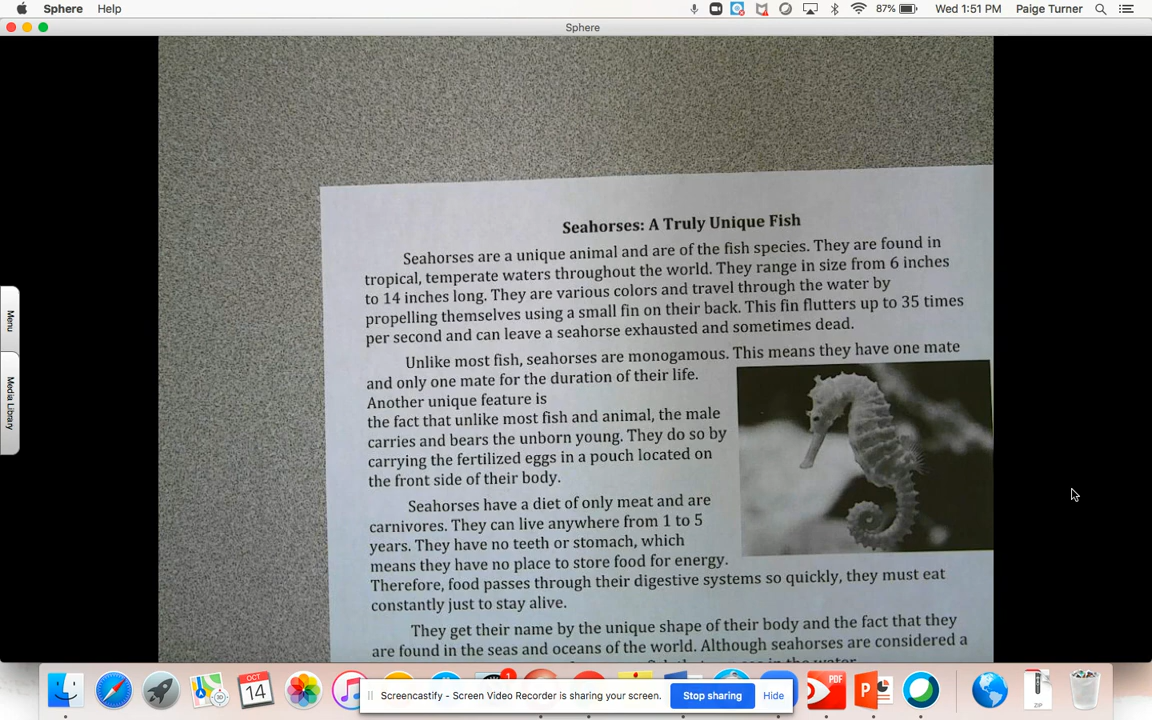 Sphere Help 87% Wed 1:51 PM Paige Turner
Sphere
Menu
Media Library
Seahorses: A Truly Unique Fish
Seahorses are a unique animal and are of the fish species. They are found in
tropical, temperate waters throughout the world. They range in size from 6 inches
to 14 inches long. They are various colors and travel through the water by
propelling themselves using a small fin on their back. This fin flutters up to 35 times
per second and can leave a seahorse exhausted and sometimes dead.
Unlike most fish, seahorses are monogamous. This means they have one mate
and only one mate for the duration of their life.
Another unique feature is
the fact that unlike most fish and animal, the male
carries and bears the unborn young. They do so by
carrying the fertilized eggs in a pouch located on
the front side of their body.
Seahorses have a diet of only meat and are
carnivores. They can live anywhere from 1 to 5
years. They have no teeth or stomach, which
means they have no place to store food for energy.
Therefore, food passes through their digestive systems so quickly, they must eat
constantly just to stay alive.
They get their name by the unique shape of their body and the fact that they
are found in the seas and oceans of the world. Although seahorses are considered a
in the water
OCT
14
1
PDF
P
ZIP
Screencastify - Screen Video Recorder is sharing your screen. Stop sharing Hide